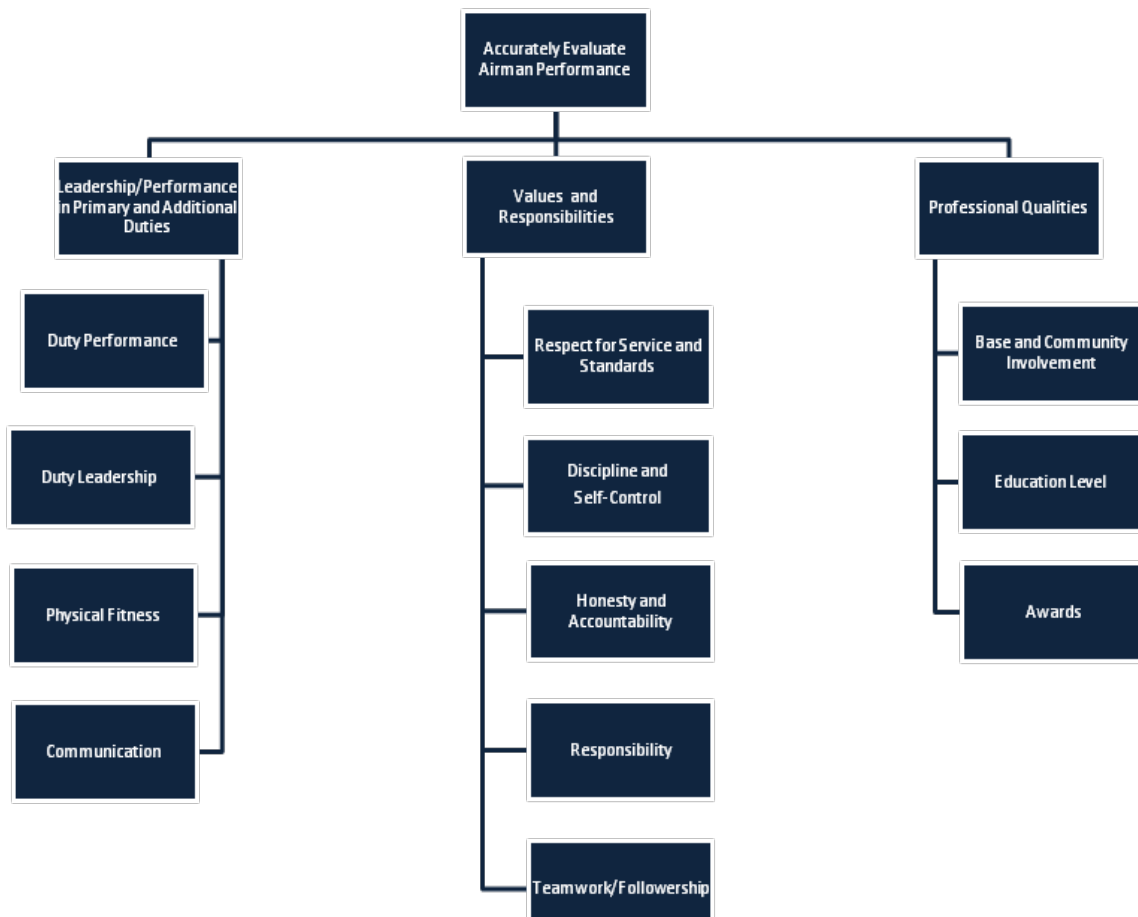 Accurately Evaluate
Airman Performance
Leadership/Performance
in Primary and Additional
Duties
Duty Performance
Duty Leadership
Physical Fitness
Communication
Values and
Responsibilities
Respect for Service and
Standards
Discipline and
Self-Control
Honesty and
Accountability
Responsibility
Teamwork/Followership
Professional Qualities
Base and Community
Involvement
Education Level
Awards